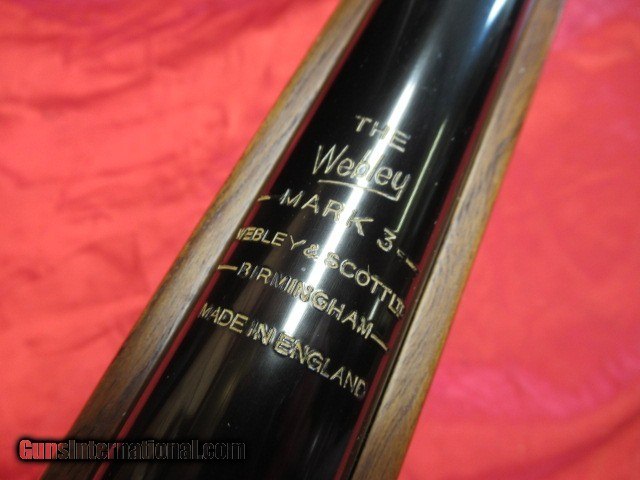 THE
Webley
- MARK 3 -
WEBLEY & SCOTT LTD.
- BIRMINGHAM -
MADE IN ENGLAND
GunsInternational.com